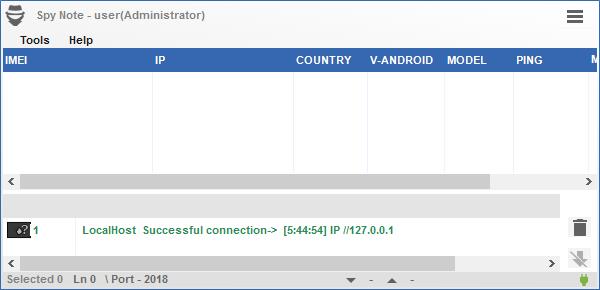 Spy Note - user(Administrator)
Tools Help
IMEI IP COUNTRY V-ANDROID MODEL PING M
1 LocalHost Successful connection-> [5:44:54] IP //127.0.0.1
Selected 0 Ln 0 \ Port - 2018 - -